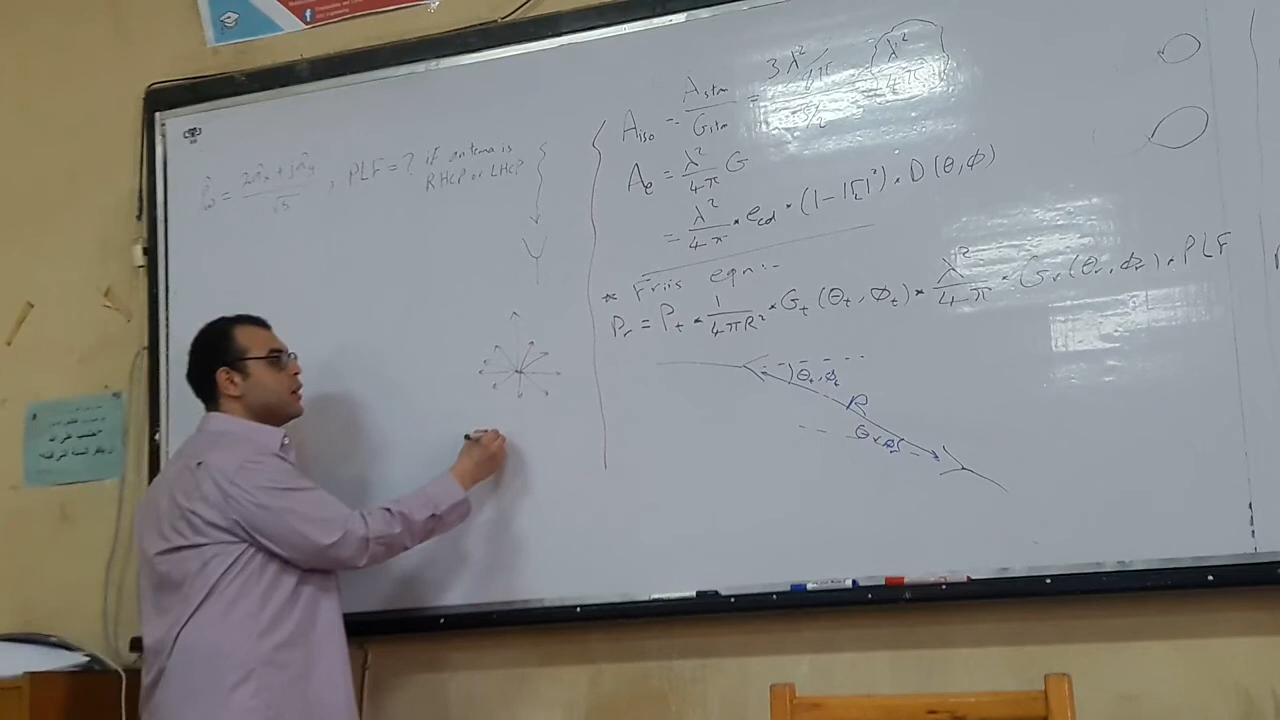 ρ̂ω = (2âx + jây)/√5 , PLF = ? if antenna is
RHCP or LHCP
Aiso = Astm/Gstm = (3λ²/8π)/(3/2) = λ²/4π
Ae = λ²/4π G
= λ²/4π * ecd * (1-|Γ|²) * D(θ,φ)
* Friis eqn:-
Pr = Pt * 1/4πR² * Gt(θt, φt) * λ²/4π * Gr(θr, φr) * PLF
θt, φt
R
θr φr